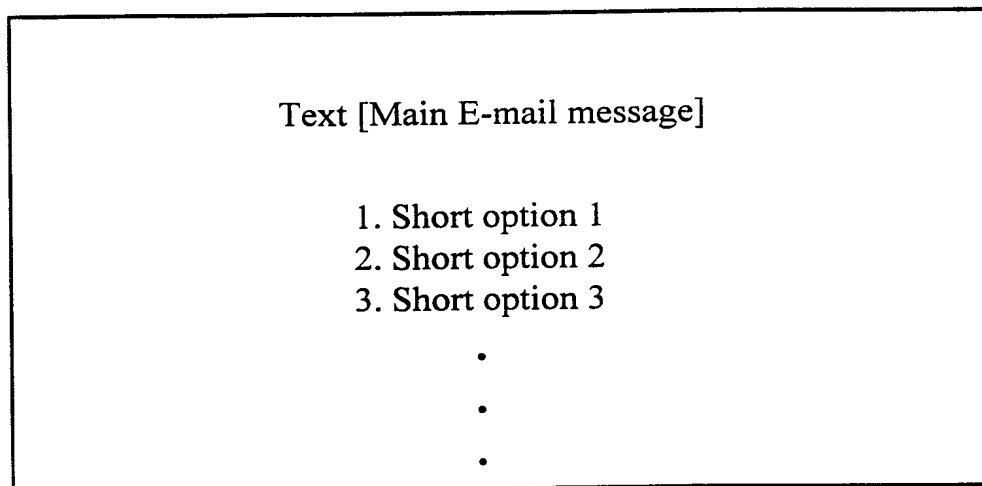 Text [Main E-mail message]
1. Short option 1
2. Short option 2
3. Short option 3
.
.
.